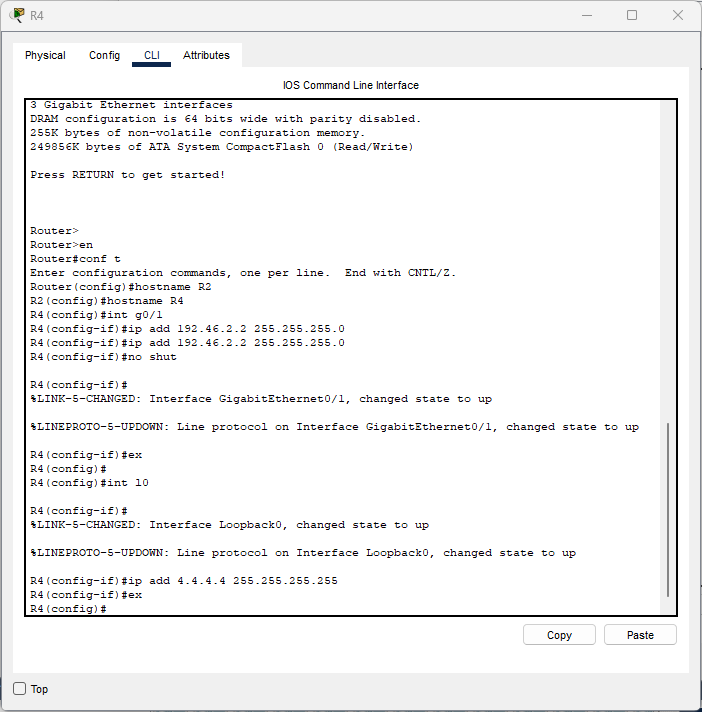 R4
Physical Config CLI Attributes
IOS Command Line Interface
3 Gigabit Ethernet interfaces
DRAM configuration is 64 bits wide with parity disabled.
255K bytes of non-volatile configuration memory.
249856K bytes of ATA System CompactFlash 0 (Read/Write)
Press RETURN to get started!
Router>
Router>en
Router#conf t
Enter configuration commands, one per line.  End with CNTL/Z.
Router(config)#hostname R2
R2(config)#hostname R4
R4(config)#int g0/1
R4(config-if)#ip add 192.46.2.2 255.255.255.0
R4(config-if)#ip add 192.46.2.2 255.255.255.0
R4(config-if)#no shut
R4(config-if)#
%LINK-5-CHANGED: Interface GigabitEthernet0/1, changed state to up
%LINEPROTO-5-UPDOWN: Line protocol on Interface GigabitEthernet0/1, changed state to up
R4(config-if)#ex
R4(config)#
R4(config)#int l0
R4(config-if)#
%LINK-5-CHANGED: Interface Loopback0, changed state to up
%LINEPROTO-5-UPDOWN: Line protocol on Interface Loopback0, changed state to up
R4(config-if)#ip add 4.4.4.4 255.255.255.255
R4(config-if)#ex
R4(config)#
Copy Paste
Top